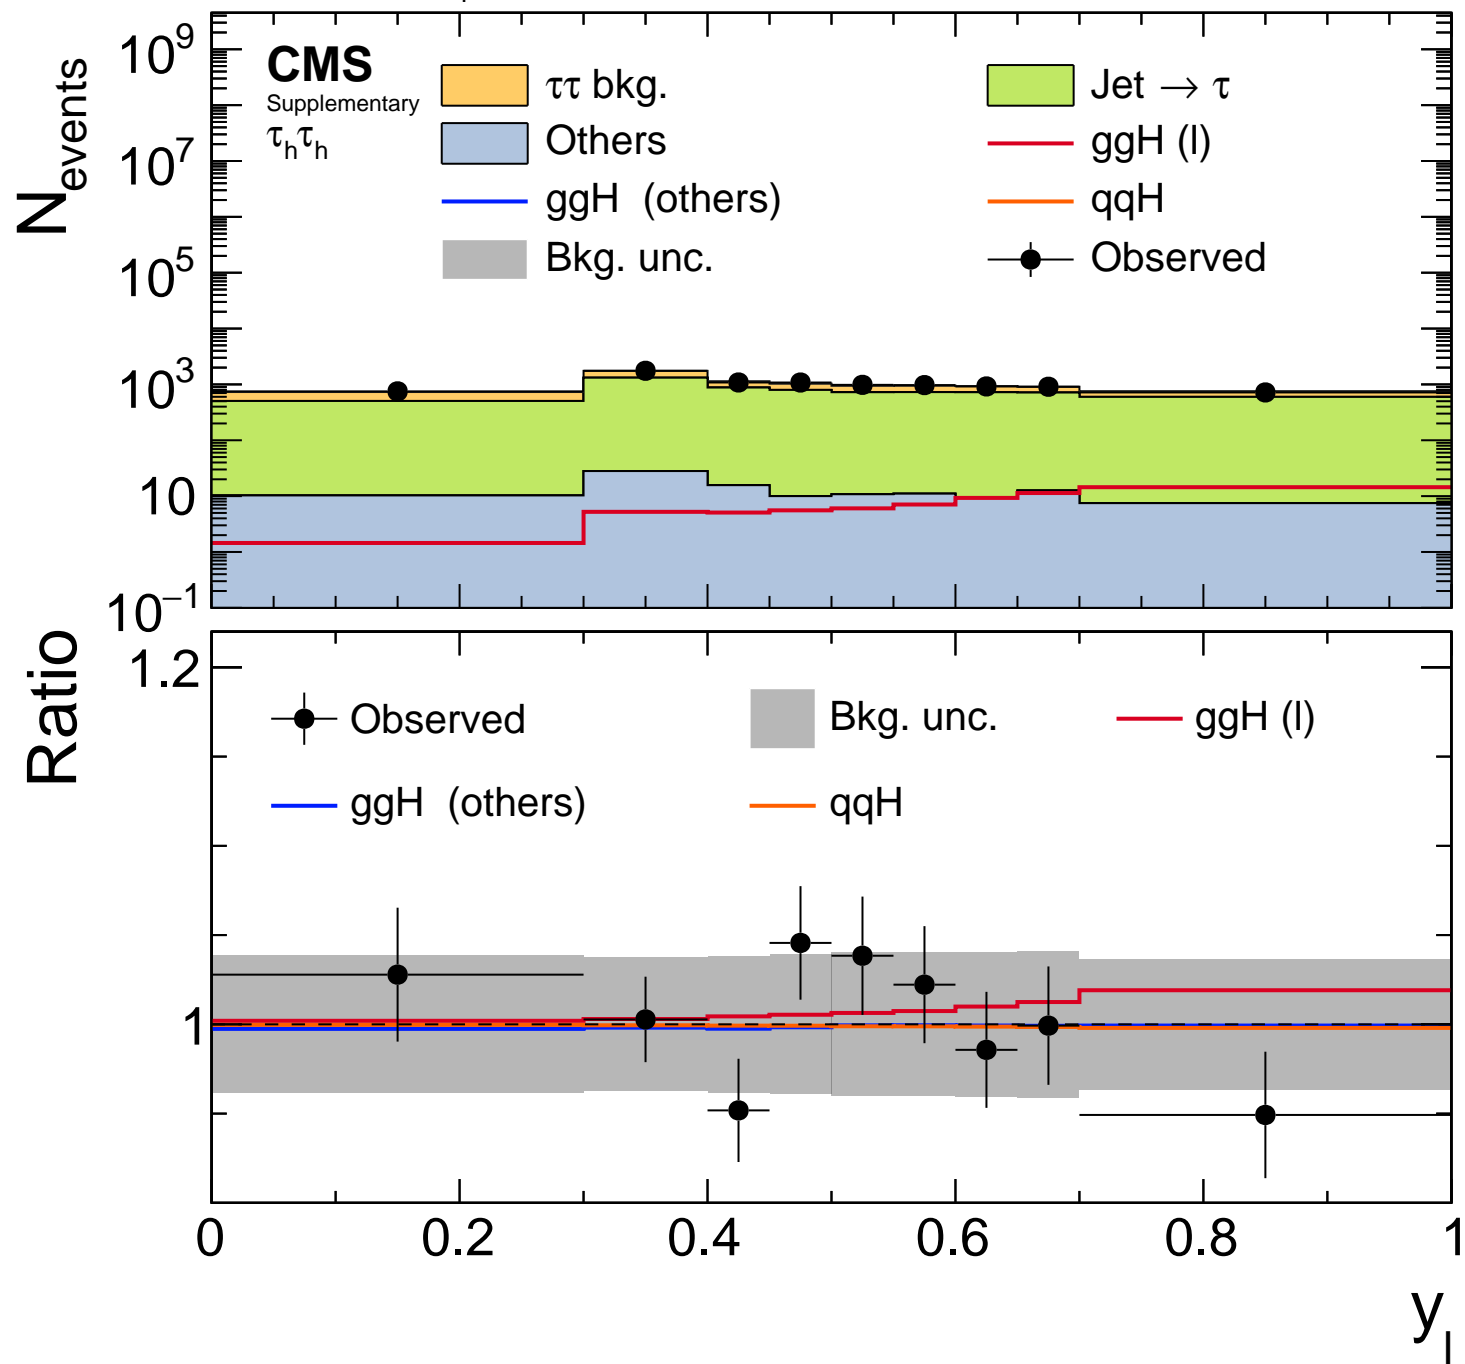 CMS
Supplementary
τhτh
ττ bkg.
Jet → τ
Others
ggH (l)
ggH (others)
qqH
Bkg. unc.
Observed
N_events
10^9
10^7
10^5
10^3
10
10^−1
Ratio
1.2
1
Observed
Bkg. unc.
ggH (l)
ggH (others)
qqH
0 0.2 0.4 0.6 0.8 1
y_l